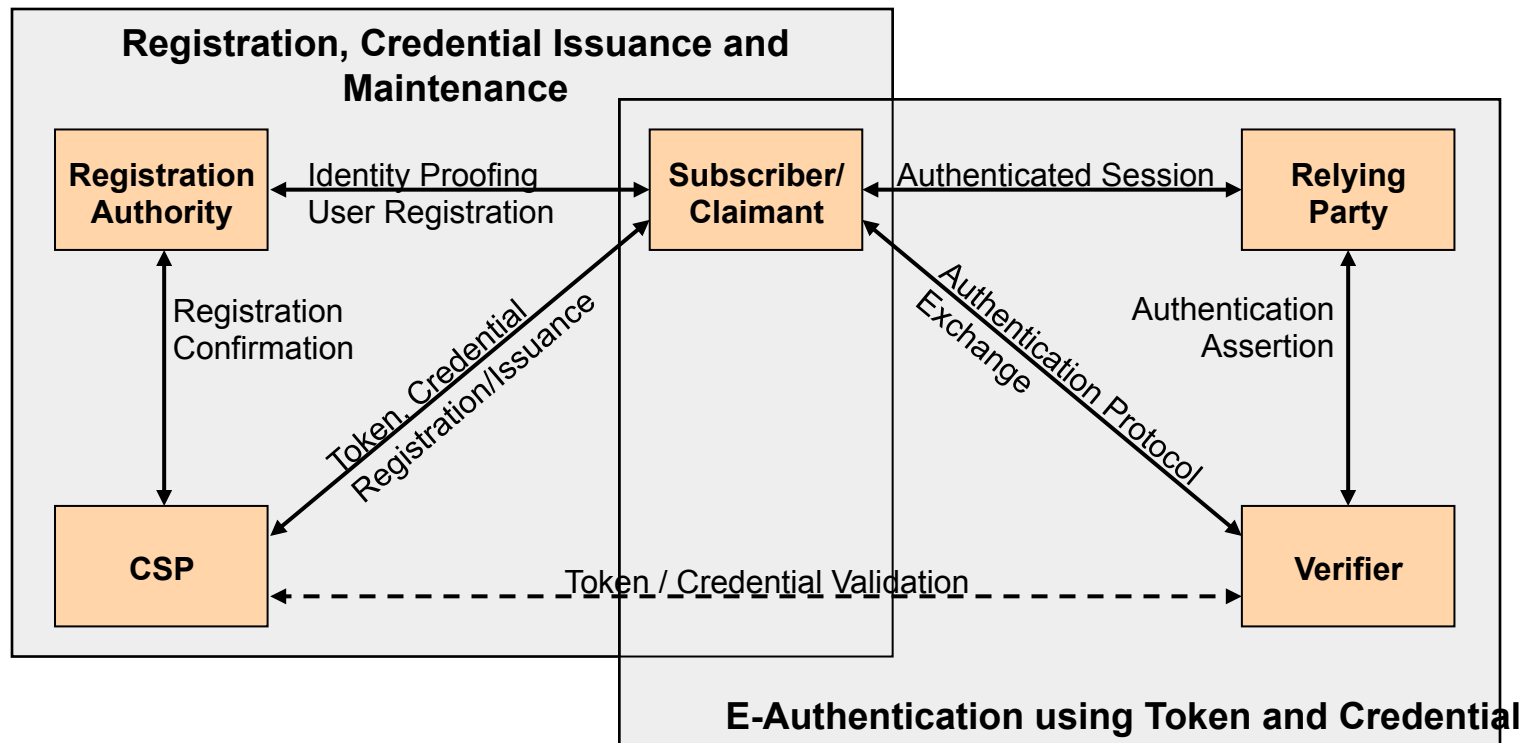 Registration, Credential Issuance and
Maintenance
Registration
Authority
Identity Proofing
User Registration
Subscriber/
Claimant
Authenticated Session
Relying
Party
Registration
Confirmation
Token, Credential
Registration/Issuance
Authentication Protocol
Exchange
Authentication
Assertion
CSP
Token / Credential Validation
Verifier
E-Authentication using Token and Credential